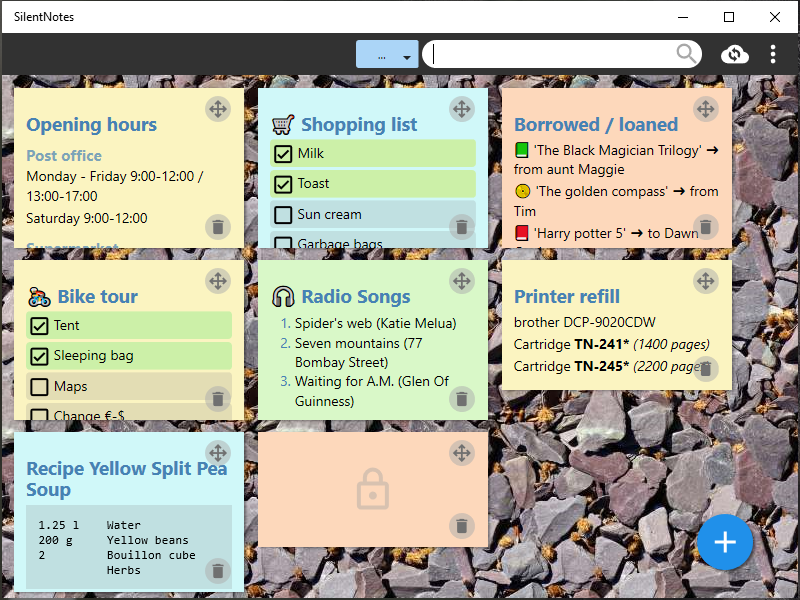 SilentNotes
...
Opening hours
Post office
Monday - Friday 9:00-12:00 /
13:00-17:00
Saturday 9:00-12:00
Supermarket
Shopping list
Milk
Toast
Sun cream
Garbage bags
Borrowed / loaned
'The Black Magician Trilogy' ➔
from aunt Maggie
'The golden compass' ➔ from
Tim
'Harry potter 5' ➔ to Dawn
Bike tour
Tent
Sleeping bag
Maps
Change €-$
Radio Songs
1. Spider's web (Katie Melua)
2. Seven mountains (77
Bombay Street)
3. Waiting for A.M. (Glen Of
Guinness)
Printer refill
brother DCP-9020CDW
Cartridge TN-241* (1400 pages)
Cartridge TN-245* (2200 pages)
Recipe Yellow Split Pea
Soup
1.25 l Water
200 g Yellow beans
2 Bouillon cube
Herbs